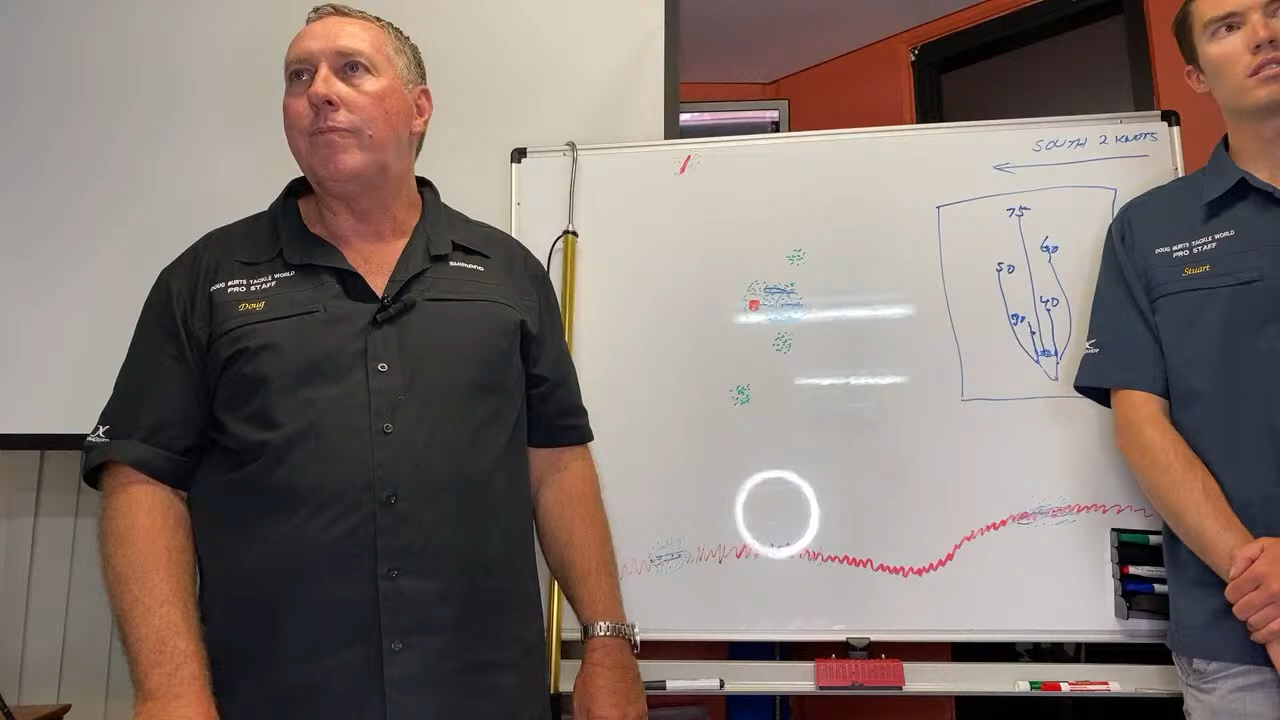 DOUG BURTS TACKLE WORLD
PRO STAFF
Doug
SHIMANO
SOUTH 2 KNOTS
75
60
50
40
90
DOUG BURTS TACKLE WORLD
PRO STAFF
Stuart